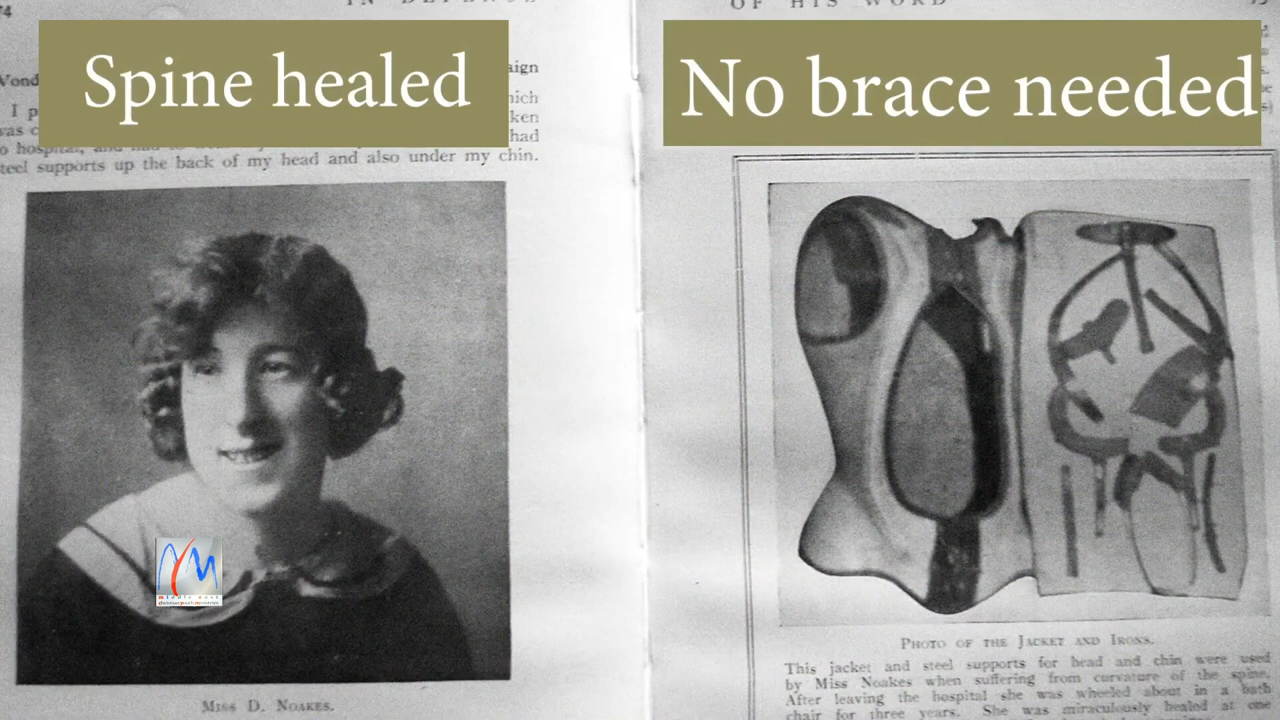 74
IN DEFENCE
Spine healed
aign
I p
hich
was c
ken
had
steel supports up the back of my head and also under my chin.
Miss D. Noakes.
OF HIS WORD
No brace needed
Photo of the Jacket and Irons.
This jacket and steel supports for head and chin were used
by Miss Noakes when suffering from curvature of the spine.
After leaving the hospital she was wheeled about in a bath
chair for three years. She was miraculously healed at one